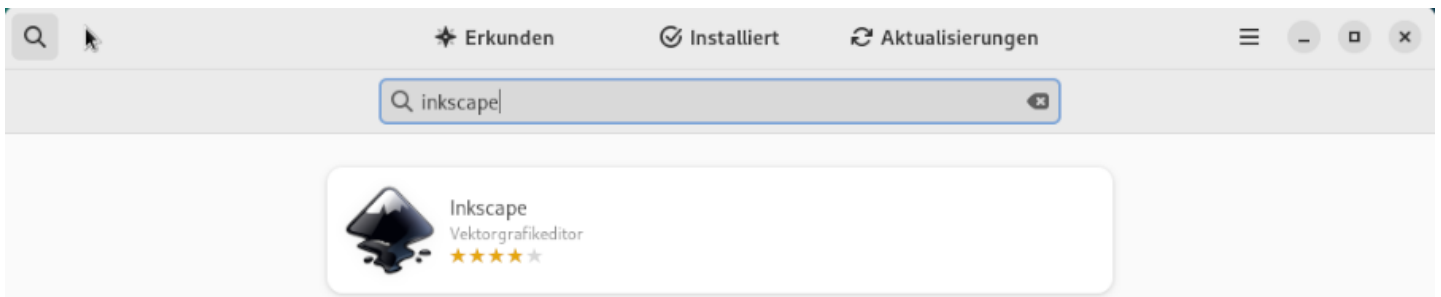 Erkunden Installiert Aktualisierungen
inkscape
Inkscape
Vektorgrafikeditor